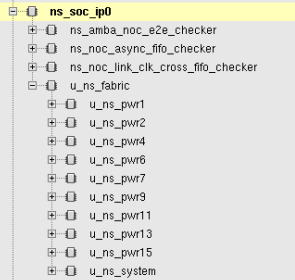 ns_soc_ip0
ns_amba_noc_e2e_checker
ns_noc_async_fifo_checker
ns_noc_link_clk_cross_fifo_checker
u_ns_fabric
u_ns_pwr1
u_ns_pwr2
u_ns_pwr4
u_ns_pwr6
u_ns_pwr7
u_ns_pwr9
u_ns_pwr11
u_ns_pwr13
u_ns_pwr15
u_ns_system